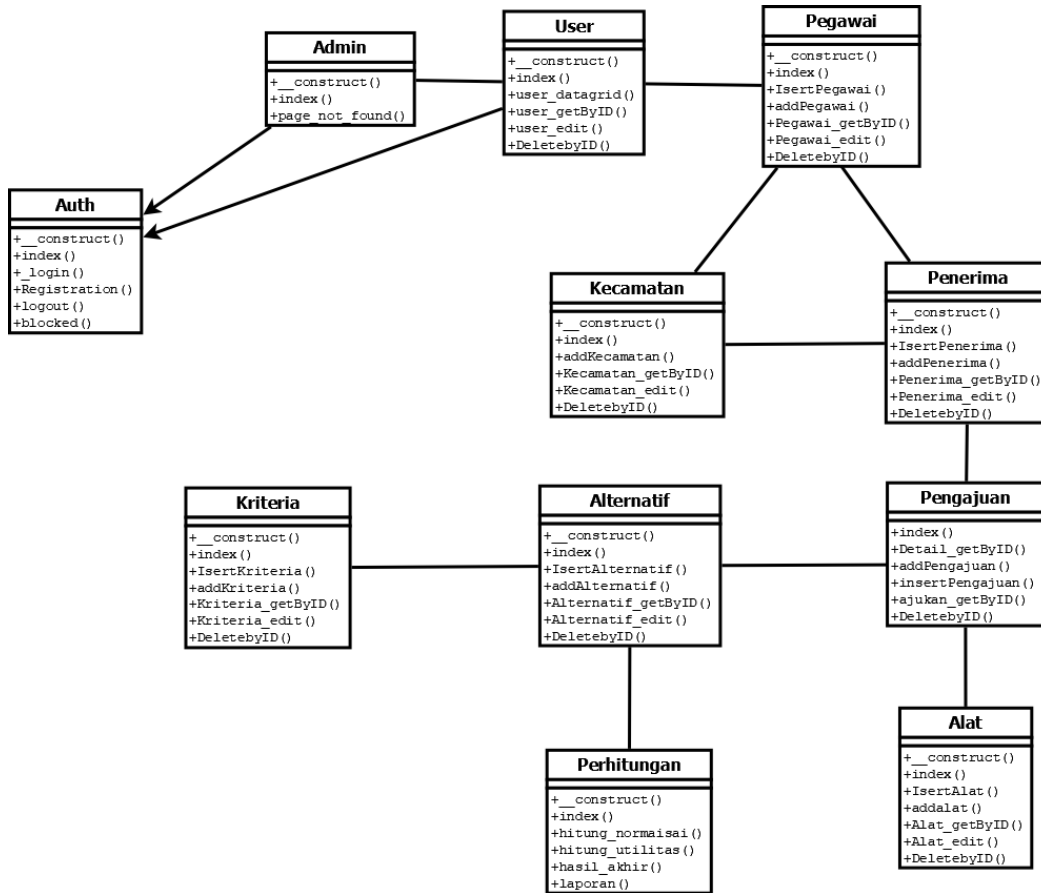 Admin
+__construct()
+index()
+page_not_found()
User
+__construct()
+index()
+user_datagrid()
+user_getByID()
+user_edit()
+DeletebyID()
Pegawai
+__construct()
+index()
+IsertPegawai()
+addPegawai()
+Pegawai_getByID()
+Pegawai_edit()
+DeletebyID()
Auth
+__construct()
+index()
+_login()
+Registration()
+logout()
+blocked()
Kecamatan
+__construct()
+index()
+addKecamatan()
+Kecamatan_getByID()
+Kecamatan_edit()
+DeletebyID()
Penerima
+__construct()
+index()
+IsertPenerima()
+addPenerima()
+Penerima_getByID()
+Penerima_edit()
+DeletebyID()
Kriteria
+__construct()
+index()
+IsertKriteria()
+addKriteria()
+Kriteria_getByID()
+Kriteria_edit()
+DeletebyID()
Alternatif
+__construct()
+index()
+IsertAlternatif()
+addAlternatif()
+Alternatif_getByID()
+Alternatif_edit()
+DeletebyID()
Pengajuan
+index()
+Detail_getByID()
+addPengajuan()
+insertPengajuan()
+ajukan_getByID()
+DeletebyID()
Perhitungan
+__construct()
+index()
+hitung_normaisai()
+hitung_utilitas()
+hasil_akhir()
+laporan()
Alat
+__construct()
+index()
+IsertAlat()
+addalat()
+Alat_getByID()
+Alat_edit()
+DeletebyID()